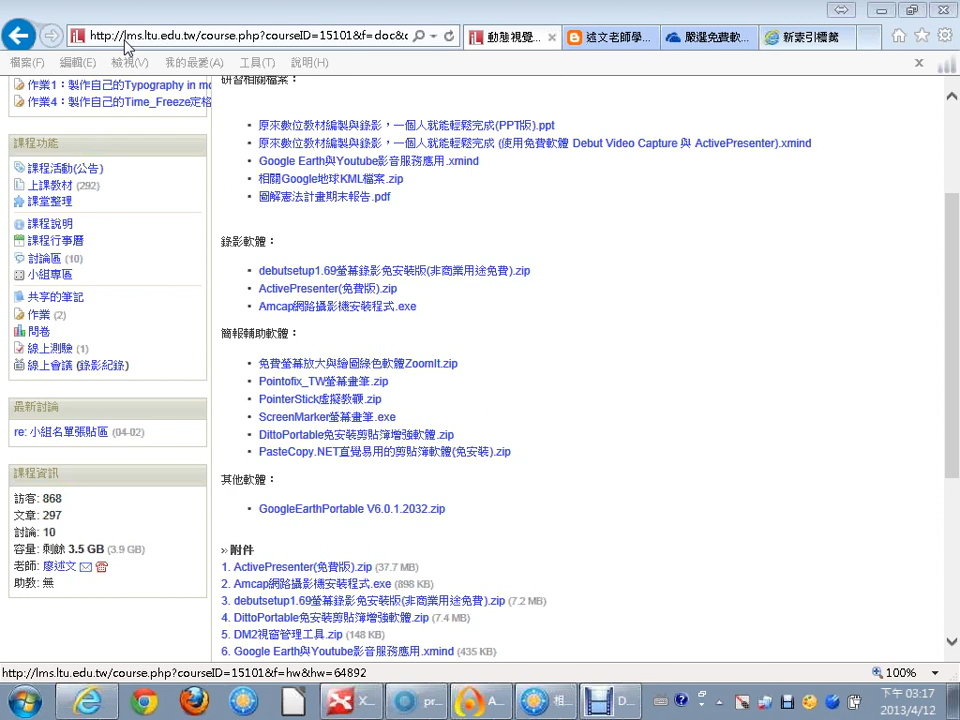 http://lms.ltu.edu.tw/course.php?courseID=15101&f=doc&c
動態視覺...
這文老師學...
嚴選免費軟...
新索引標籤
檔案(F) 編輯(E) 檢視(V) 我的最愛(A) 工具(T) 說明(H)
作業1：製作自己的Typography in mo
作業4：製作自己的Time_Freeze定格
課程功能
課程活動(公告)
上課教材 (292)
課堂整理
課程說明
課程行事曆
討論區 (10)
小組專區
共享的筆記
作業 (2)
問卷
線上測驗 (1)
線上會議 (錄影紀錄)
最新討論
re: 小組名單張貼區 (04-02)
課程資訊
訪客: 868
文章: 297
討論: 10
容量: 剩餘 3.5 GB (3.9 GB)
老師: 廖述文
助教: 無
研習相關檔案：
• 原來數位教材編製與錄影，一個人就能輕鬆完成(PPT版).ppt
• 原來數位教材編製與錄影，一個人就能輕鬆完成 (使用免費軟體 Debut Video Capture 與 ActivePresenter).xmind
• Google Earth與Youtube影音服務應用.xmind
• 相關Google地球KML檔案.zip
• 圖解憲法計畫期末報告.pdf
錄影軟體：
• debutsetup1.69螢幕錄影免安裝版(非商業用途免費).zip
• ActivePresenter(免費版).zip
• Amcap網路攝影機安裝程式.exe
簡報輔助軟體：
• 免費螢幕放大與繪圖綠色軟體ZoomIt.zip
• Pointofix_TW螢幕畫筆.zip
• PointerStick虛擬教鞭.zip
• ScreenMarker螢幕畫筆.exe
• DittoPortable免安裝剪貼簿增強軟體.zip
• PasteCopy.NET直覺易用的剪貼簿軟體(免安裝).zip
其他軟體：
• GoogleEarthPortable V6.0.1.2032.zip
» 附件
1. ActivePresenter(免費版).zip (37.7 MB)
2. Amcap網路攝影機安裝程式.exe (898 KB)
3. debutsetup1.69螢幕錄影免安裝版(非商業用途免費).zip (7.2 MB)
4. DittoPortable免安裝剪貼簿增強軟體.zip (7.4 MB)
5. DM2視窗管理工具.zip (148 KB)
6. Google Earth與Youtube影音服務應用.xmind (435 KB)
http://lms.ltu.edu.tw/course.php?courseID=15101&f=hw&hw=64892
100%
X...
pr...
A...
相...
D...
下午 03:17
2013/4/12